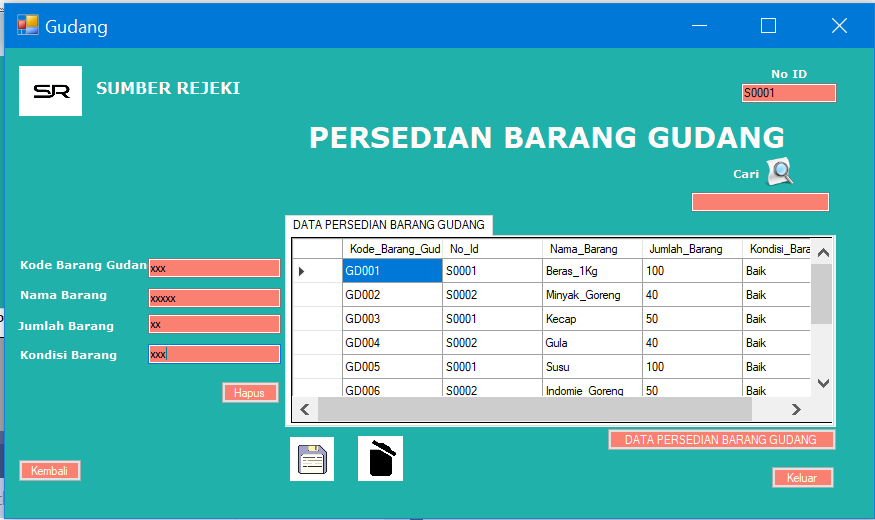 Gudang
SR
SUMBER REJEKI
No ID
S0001
PERSEDIAN BARANG GUDANG
Cari
DATA PERSEDIAN BARANG GUDANG
Kode_Barang_Gud No_Id Nama_Barang Jumlah_Barang Kondisi_Bara
GD001 S0001 Beras_1Kg 100 Baik
GD002 S0002 Minyak_Goreng 40 Baik
GD003 S0001 Kecap 50 Baik
GD004 S0002 Gula 40 Baik
GD005 S0001 Susu 100 Baik
GD006 S0002 Indomie_Goreng 50 Baik
Kode Barang Gudan xxx
Nama Barang xxxxx
Jumlah Barang xx
Kondisi Barang xxx
Hapus
DATA PERSEDIAN BARANG GUDANG
Kembali
Keluar